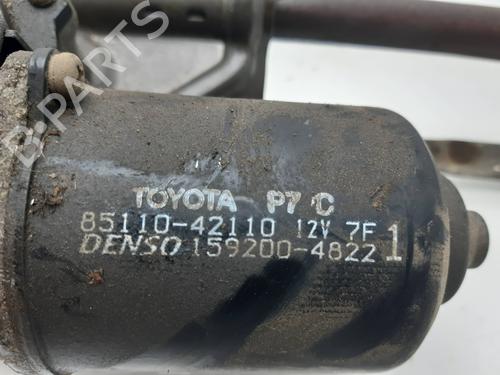 B-PARTS
TOYOTA P7 C
85110-42110 12V 7F 1
DENSO 159200-4822